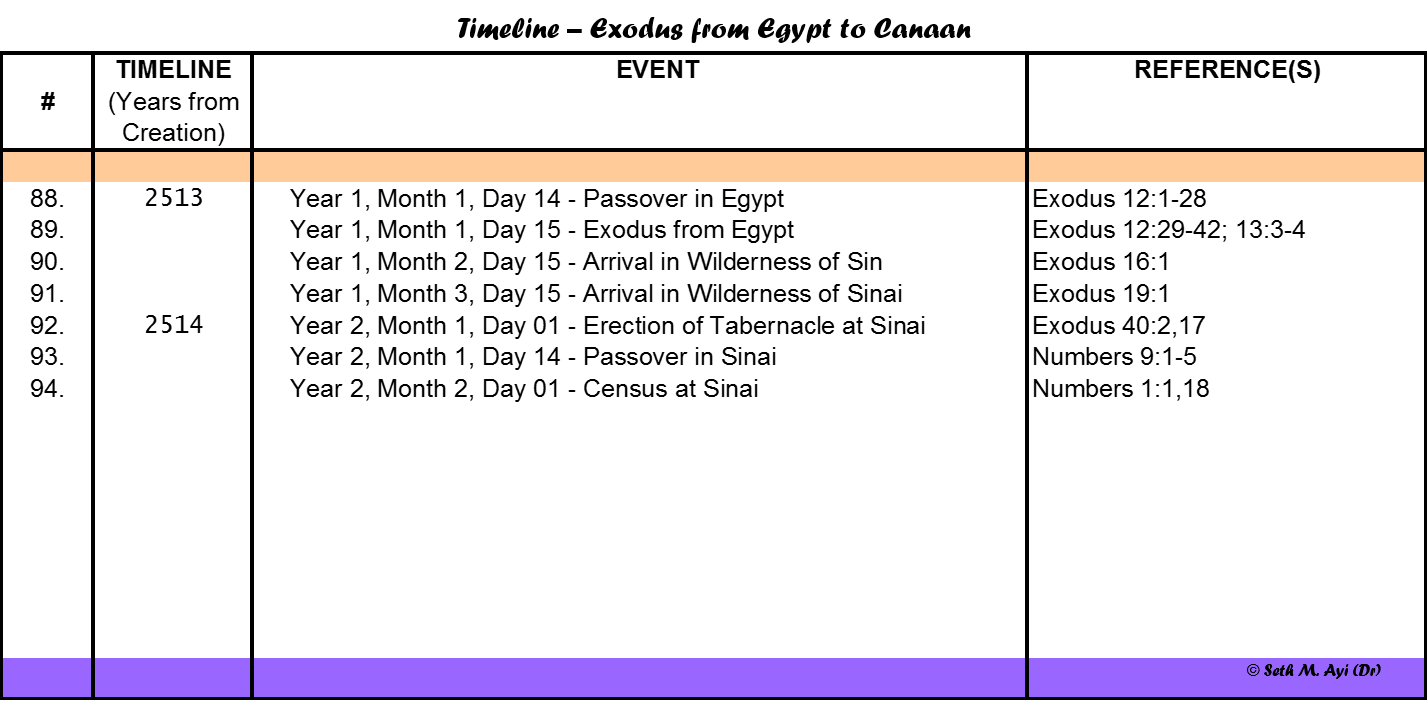 Timeline – Exodus from Egypt to Canaan
# TIMELINE (Years from Creation) EVENT REFERENCE(S)
88. 2513 Year 1, Month 1, Day 14 - Passover in Egypt Exodus 12:1-28
89. Year 1, Month 1, Day 15 - Exodus from Egypt Exodus 12:29-42; 13:3-4
90. Year 1, Month 2, Day 15 - Arrival in Wilderness of Sin Exodus 16:1
91. Year 1, Month 3, Day 15 - Arrival in Wilderness of Sinai Exodus 19:1
92. 2514 Year 2, Month 1, Day 01 - Erection of Tabernacle at Sinai Exodus 40:2,17
93. Year 2, Month 1, Day 14 - Passover in Sinai Numbers 9:1-5
94. Year 2, Month 2, Day 01 - Census at Sinai Numbers 1:1,18
© Seth M. Ayi (Dr)